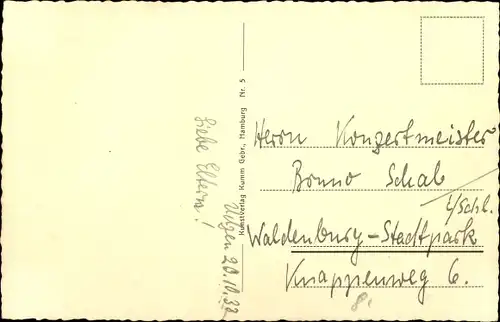 Liebe Eltern!
20.10.32
Kunstverlag Kumm Gebr., Hamburg Nr. 5
Herrn Konzertmeister
Bruno Schab
i/Schl.
Waldenburg-Stadtpark
Knappenweg 6.